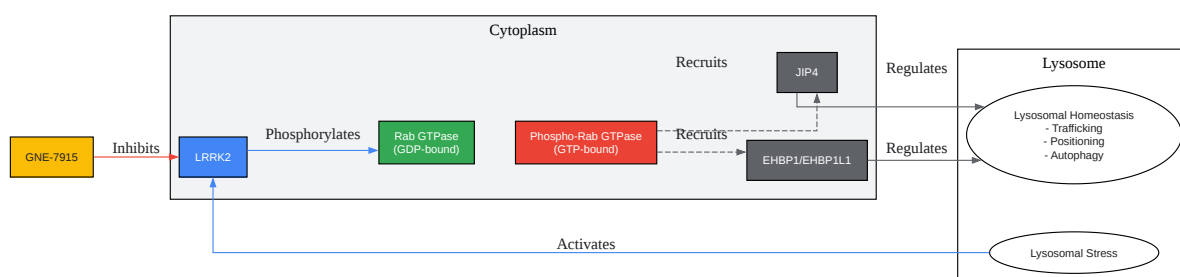 Cytoplasm
Recruits
JIP4
Regulates
Lysosome
GNE-7915
Inhibits
LRRK2
Phosphorylates
Rab GTPase
(GDP-bound)
Phospho-Rab GTPase
(GTP-bound)
Recruits
EHBP1/EHBP1L1
Regulates
Lysosomal Homeostasis
- Trafficking
- Positioning
- Autophagy
Activates
Lysosomal Stress